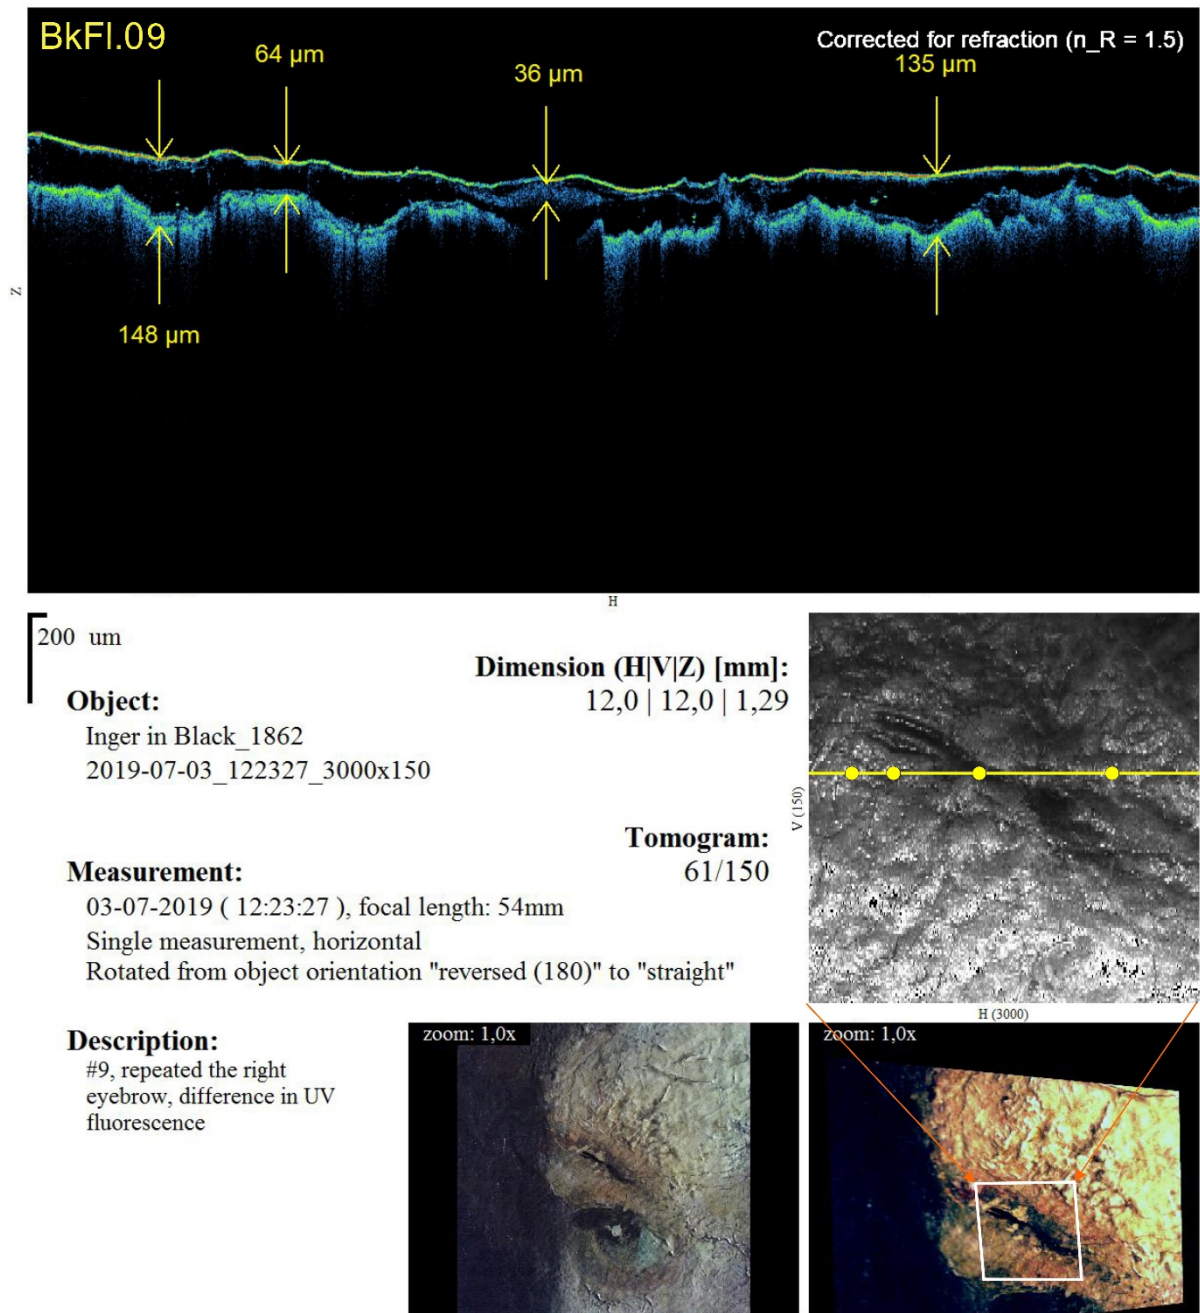 BkFl.09
Corrected for refraction (n_R = 1.5)
64 µm
36 µm
135 µm
148 µm
Z
H
200 um
Dimension (H|V|Z) [mm]:
12,0 | 12,0 | 1,29
Object:
Inger in Black_1862
2019-07-03_122327_3000x150
Tomogram:
61/150
Measurement:
03-07-2019 ( 12:23:27 ), focal length: 54mm
Single measurement, horizontal
Rotated from object orientation "reversed (180)" to "straight"
V (150)
H (3000)
Description:
#9, repeated the right
eyebrow, difference in UV
fluorescence
zoom: 1,0x
zoom: 1,0x